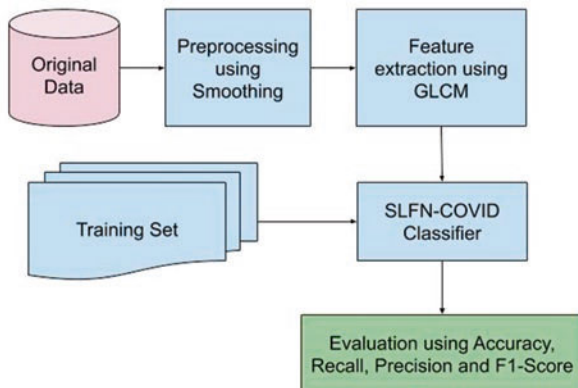 Original
Data
Preprocessing
using
Smoothing
Feature
extraction using
GLCM
Training Set
SLFN-COVID
Classifier
Evaluation using Accuracy,
Recall, Precision and F1-Score